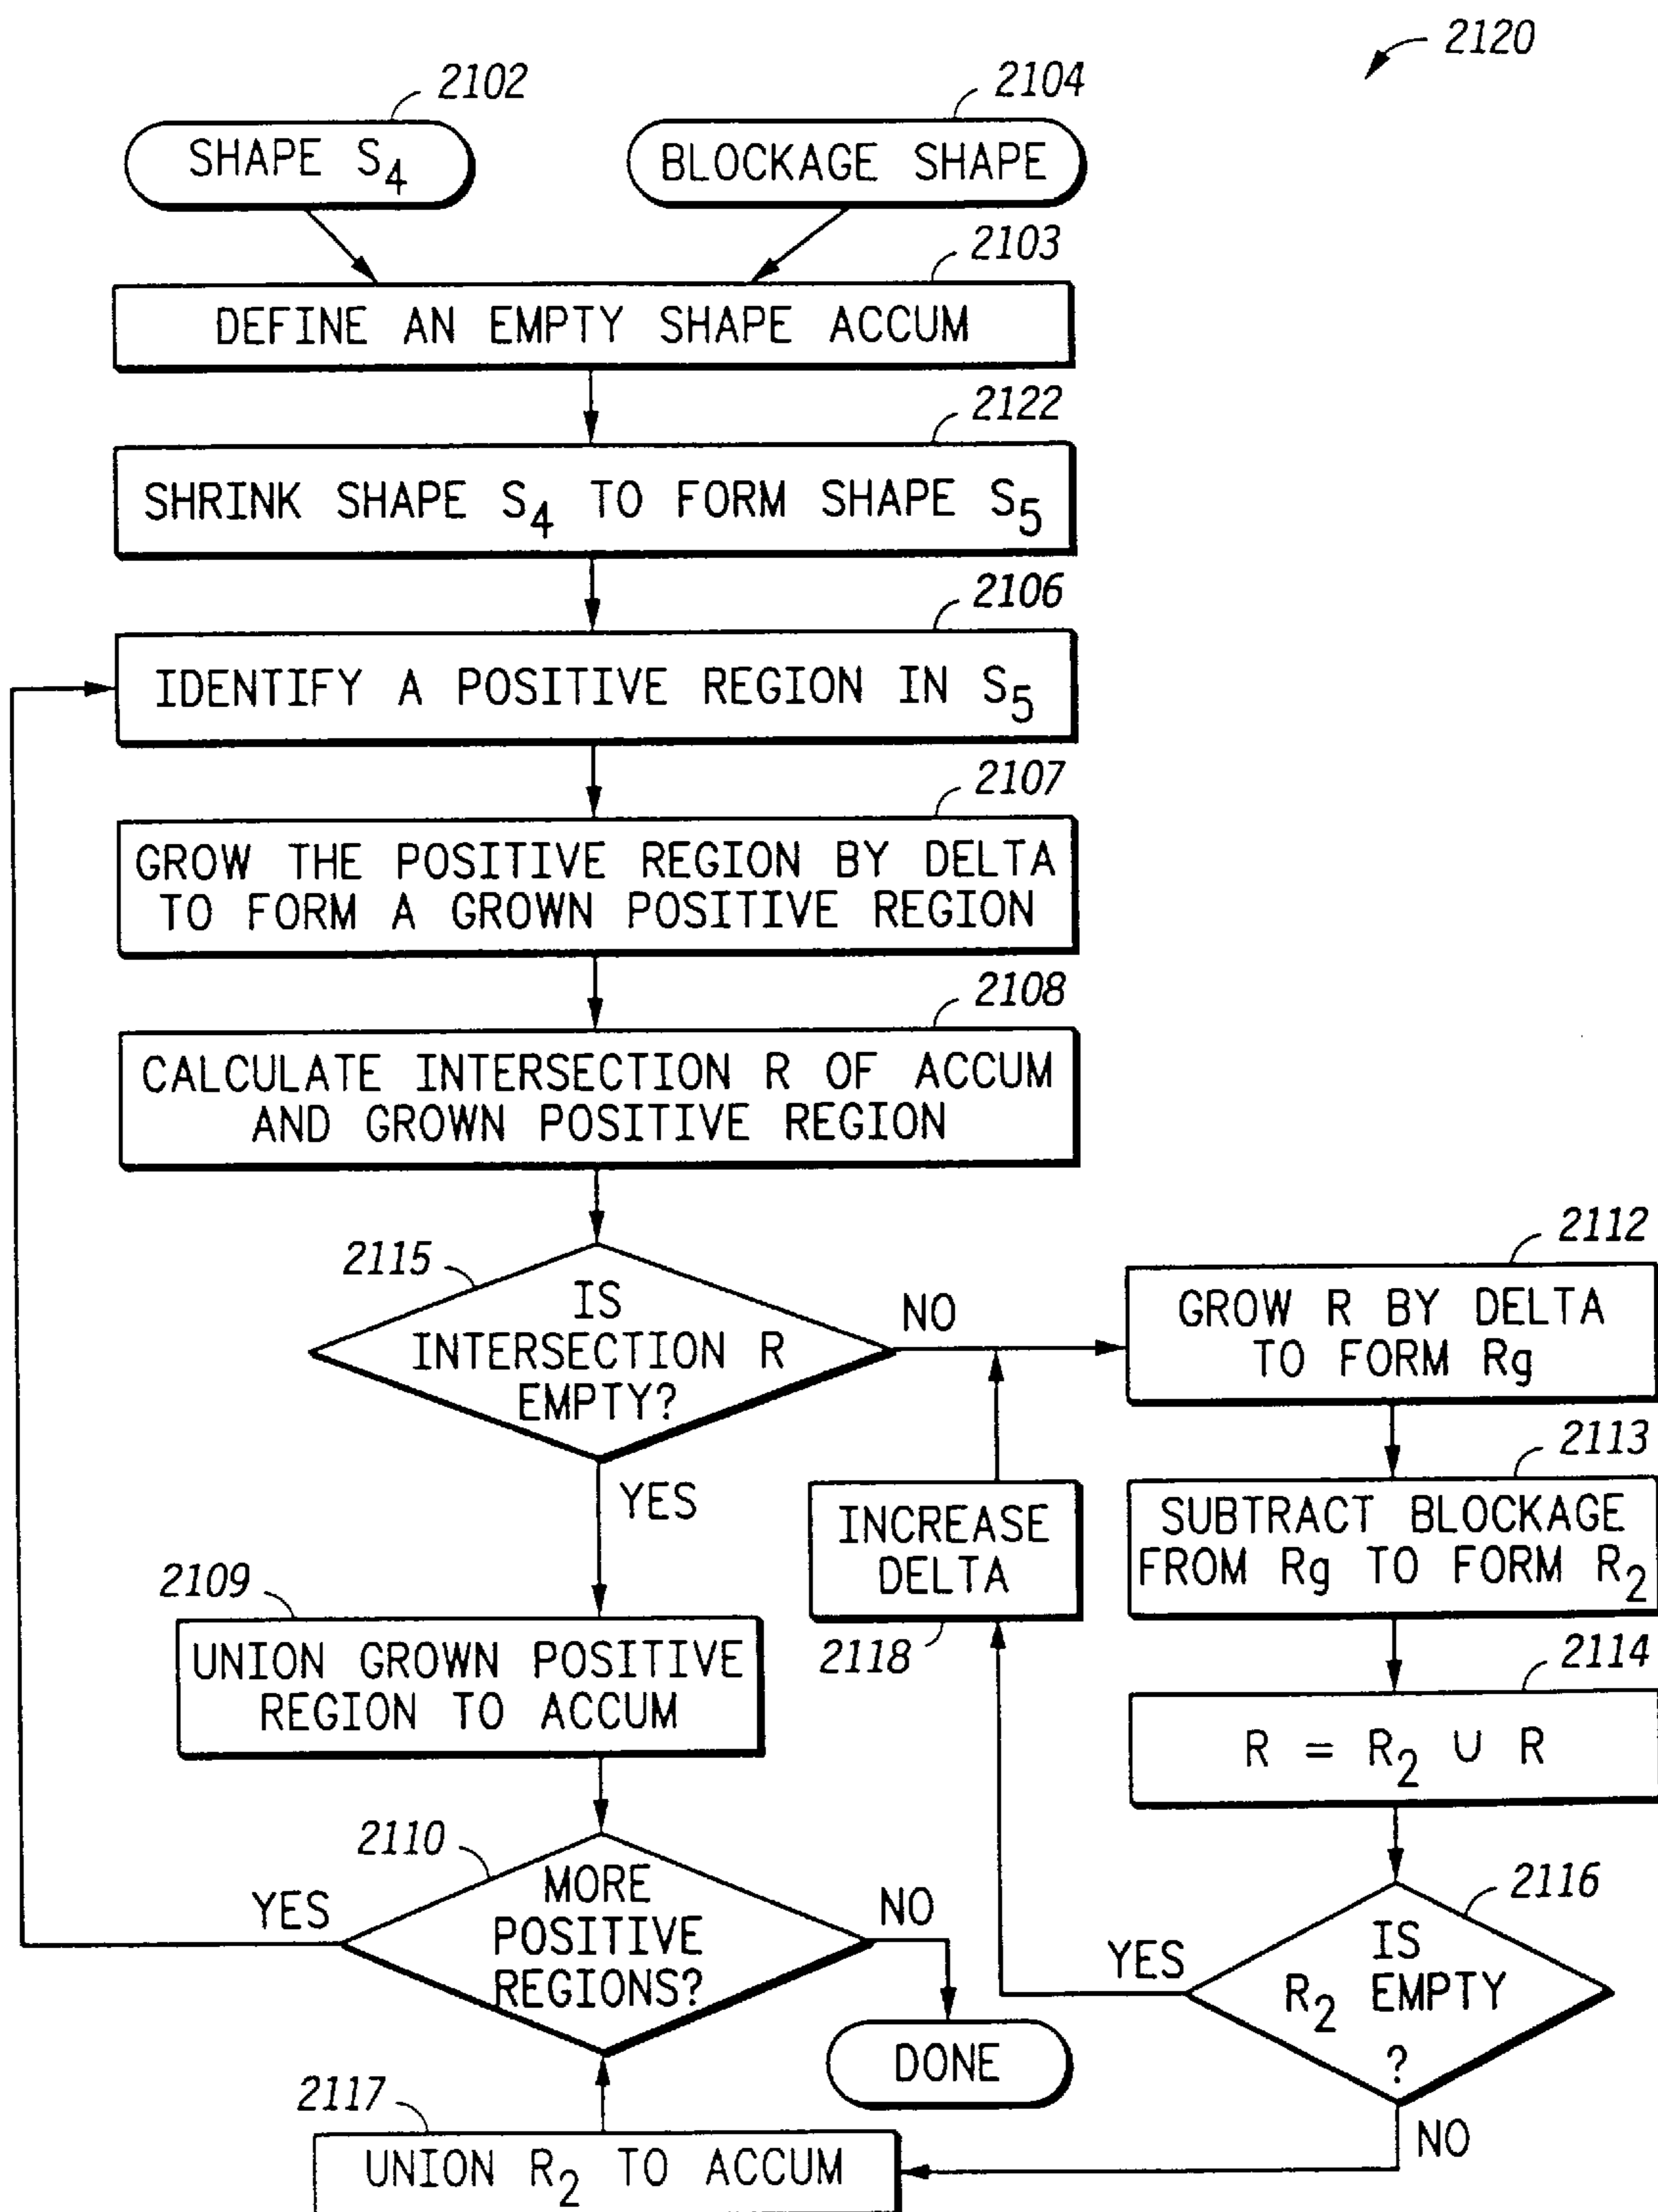 2120
2102
2104
SHAPE S4
BLOCKAGE SHAPE
2103
DEFINE AN EMPTY SHAPE ACCUM
2122
SHRINK SHAPE S4 TO FORM SHAPE S5
2106
IDENTIFY A POSITIVE REGION IN S5
2107
GROW THE POSITIVE REGION BY DELTA
TO FORM A GROWN POSITIVE REGION
2108
CALCULATE INTERSECTION R OF ACCUM
AND GROWN POSITIVE REGION
2115
IS
INTERSECTION R
EMPTY?
NO
YES
2112
GROW R BY DELTA
TO FORM Rg
2113
SUBTRACT BLOCKAGE
FROM Rg TO FORM R2
2114
R = R2 ∪ R
2116
IS
R2 EMPTY
?
YES
NO
INCREASE
DELTA
2118
2109
UNION GROWN POSITIVE
REGION TO ACCUM
2110
MORE
POSITIVE
REGIONS?
YES
NO
DONE
2117
UNION R2 TO ACCUM